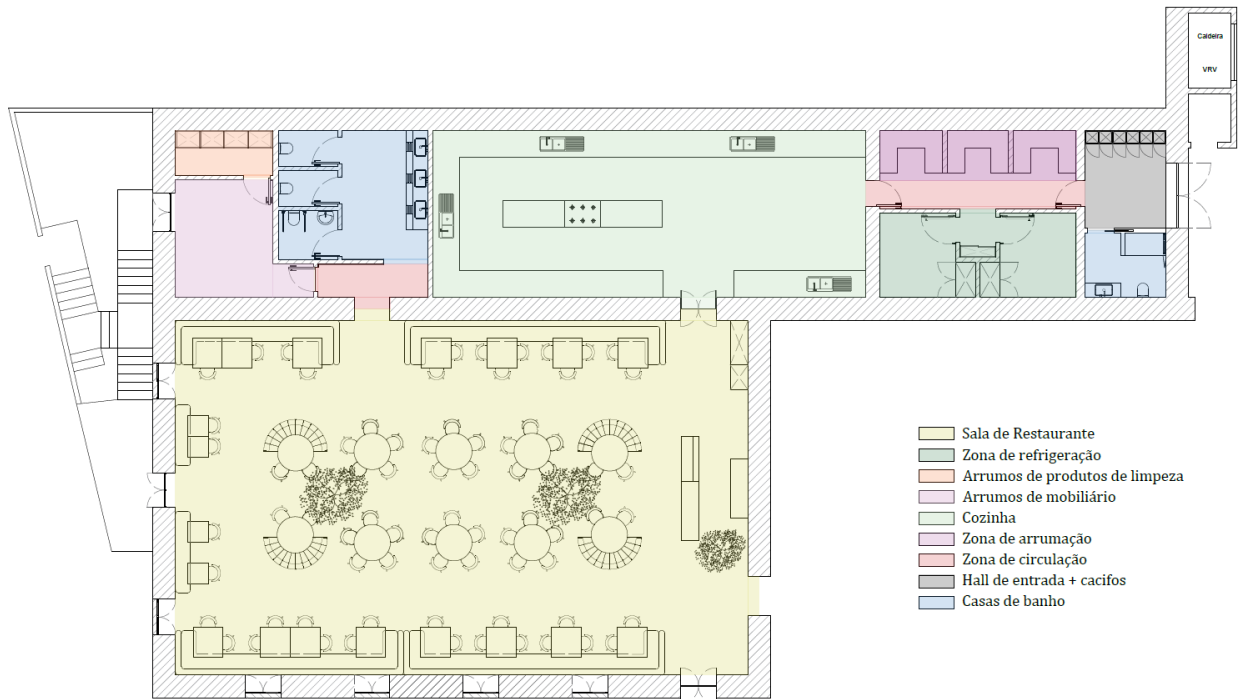 Caldeira
VRV
Sala de Restaurante
Zona de refrigeração
Arrumos de produtos de limpeza
Arrumos de mobiliário
Cozinha
Zona de arrumação
Zona de circulação
Hall de entrada + cacifos
Casas de banho